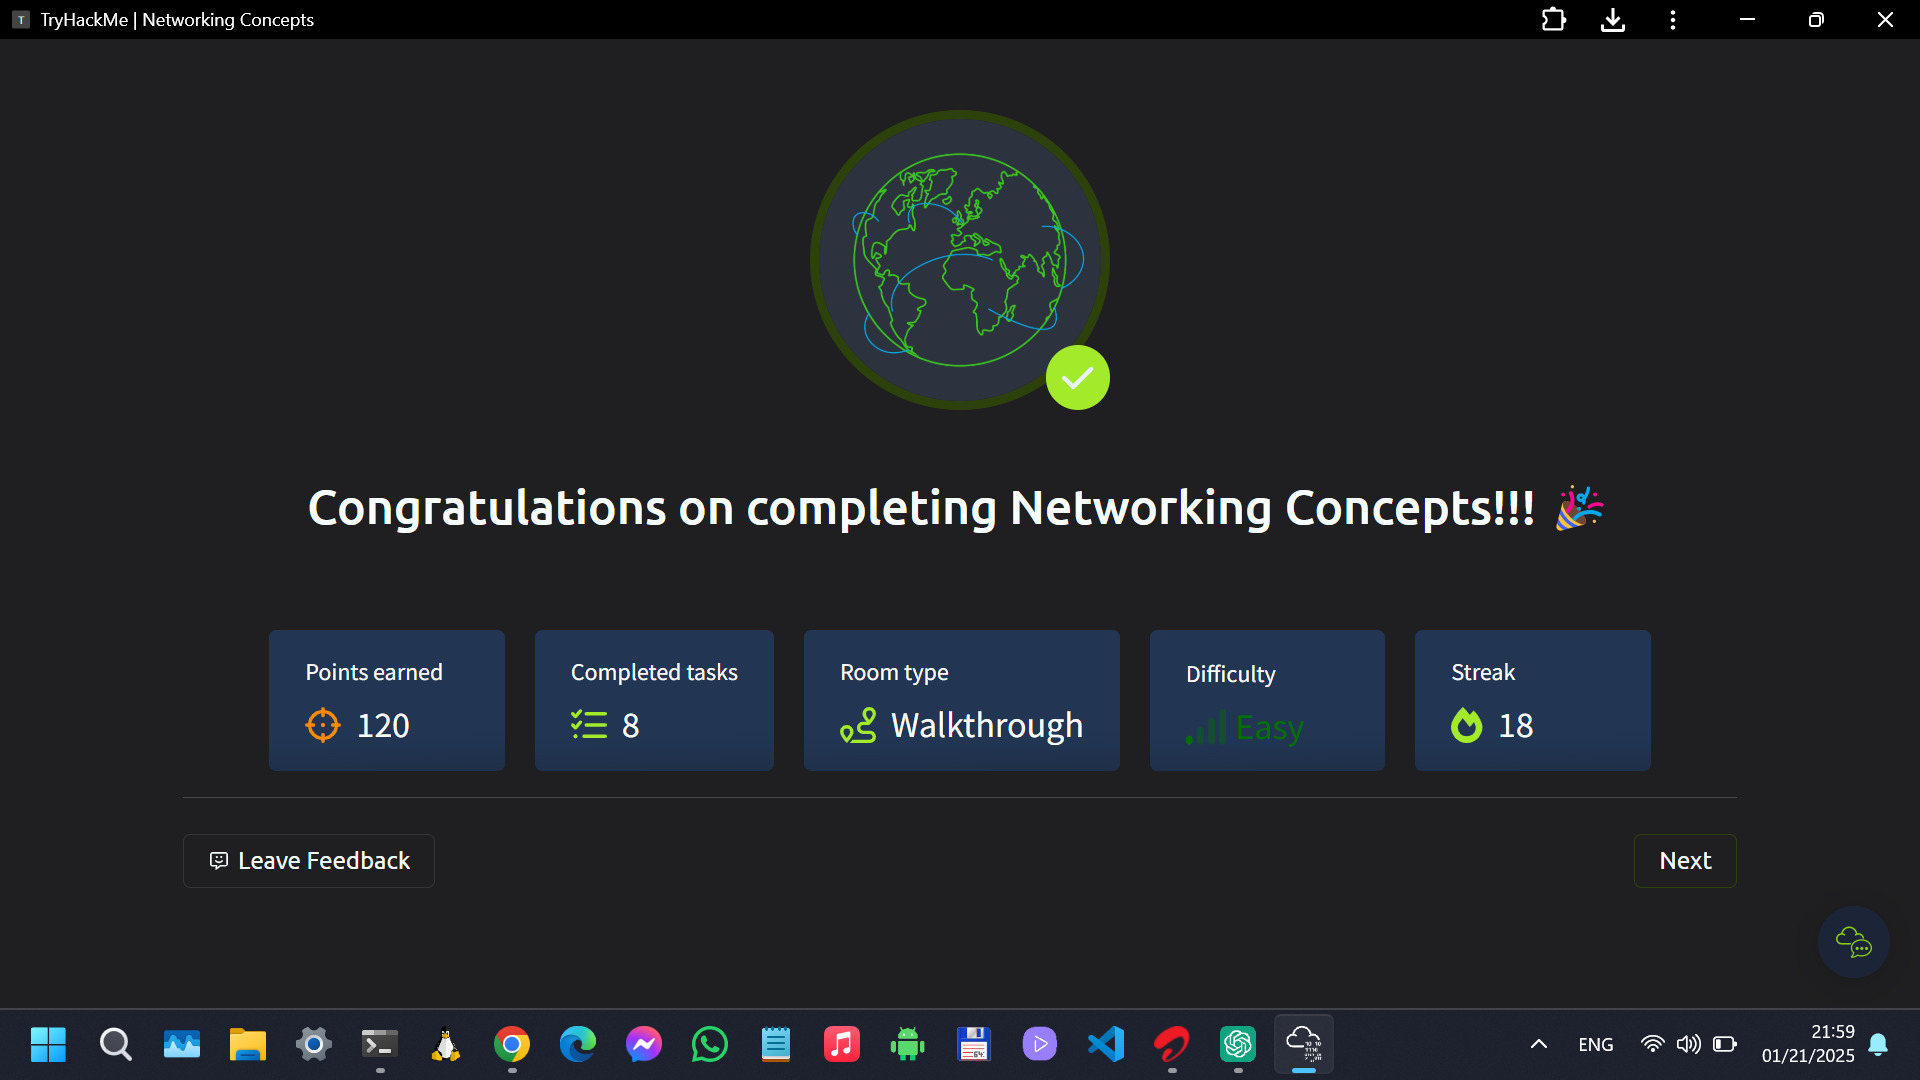 TryHackMe | Networking Concepts
Congratulations on completing Networking Concepts!!! 🎉
Points earned
120
Completed tasks
8
Room type
Walkthrough
Difficulty
Easy
Streak
18
Leave Feedback
Next
ENG
21:59
01/21/2025